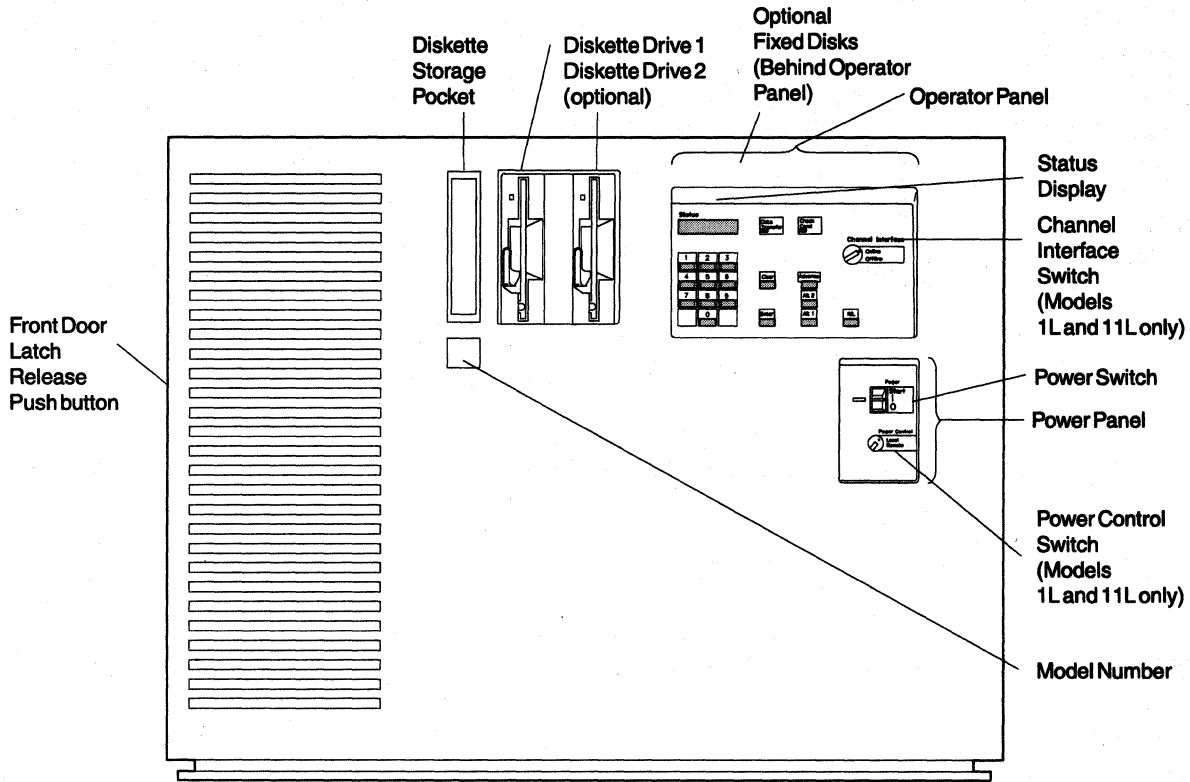 Optional
Fixed Disks
(Behind Operator
Panel)
Diskette
Storage
Pocket
Diskette Drive 1
Diskette Drive 2
(optional)
Operator Panel
Status
Display
Channel
Interface
Switch
(Models
1L and 11L only)
Front Door
Latch
Release
Push button
Status
Channel Interface
Online
Offline
1 2 3
4 5 6
7 8 9
0
Clear
Alt 2
Alt 1
Power
Start
I
O
Power Control
Local
Remote
Power Switch
Power Panel
Power Control
Switch
(Models
1L and 11L only)
Model Number